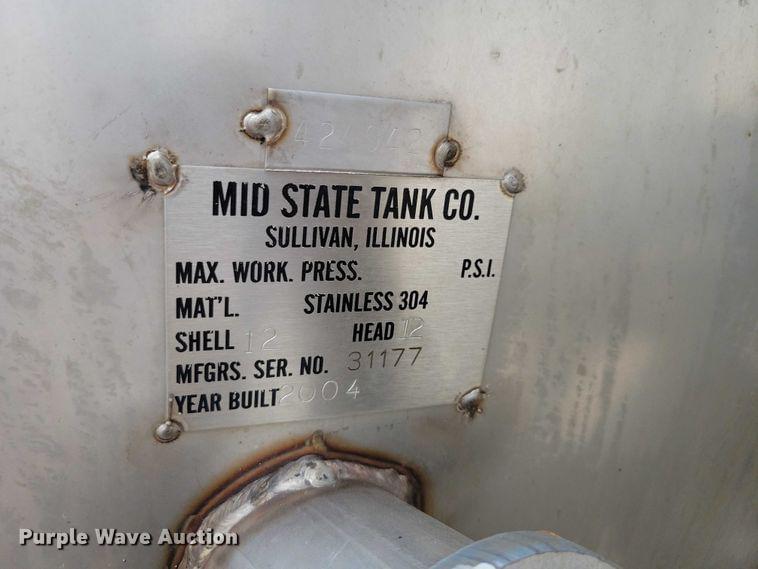 42 042
MID STATE TANK CO.
SULLIVAN, ILLINOIS
MAX. WORK. PRESS. P.S.I.
MAT'L. STAINLESS 304
SHELL 12 HEAD 12
MFGRS. SER. NO. 31177
YEAR BUILT 2004
Purple Wave Auction